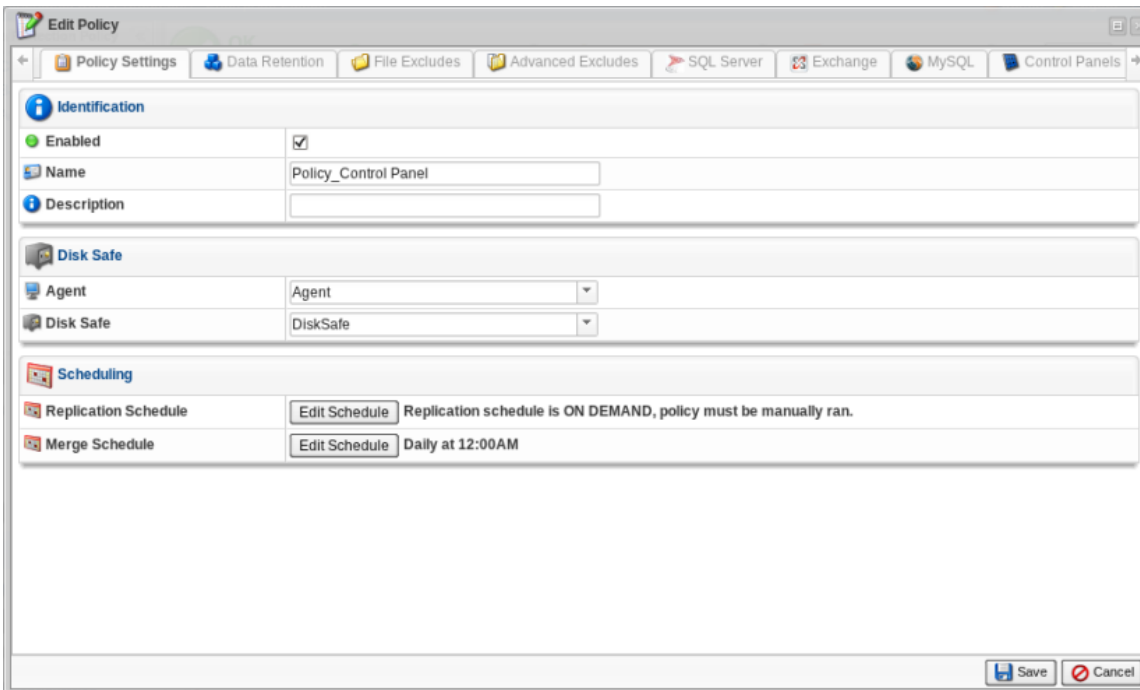 Edit Policy
Policy Settings Data Retention File Excludes Advanced Excludes SQL Server Exchange MySQL Control Panels
Identification
Enabled
Name Policy_Control Panel
Description
Disk Safe
Agent Agent
Disk Safe DiskSafe
Scheduling
Replication Schedule Edit Schedule Replication schedule is ON DEMAND, policy must be manually ran.
Merge Schedule Edit Schedule Daily at 12:00AM
Save Cancel